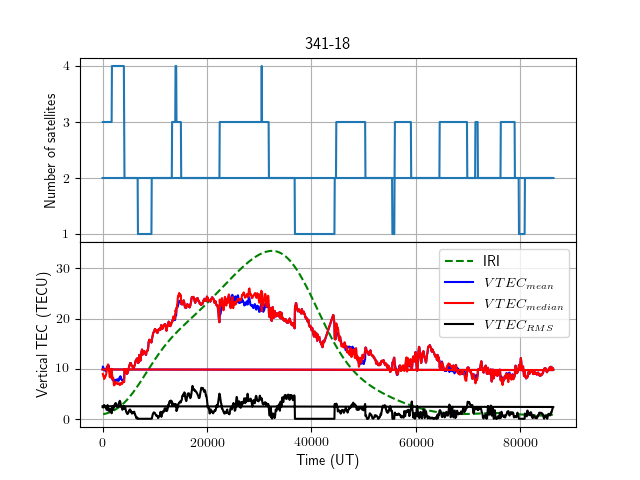 341-18
Number of satellites
4
3
2
1
Vertical TEC (TECU)
30
20
10
0
IRI
VTEC_mean
VTEC_median
VTEC_RMS
0 20000 40000 60000 80000
Time (UT)